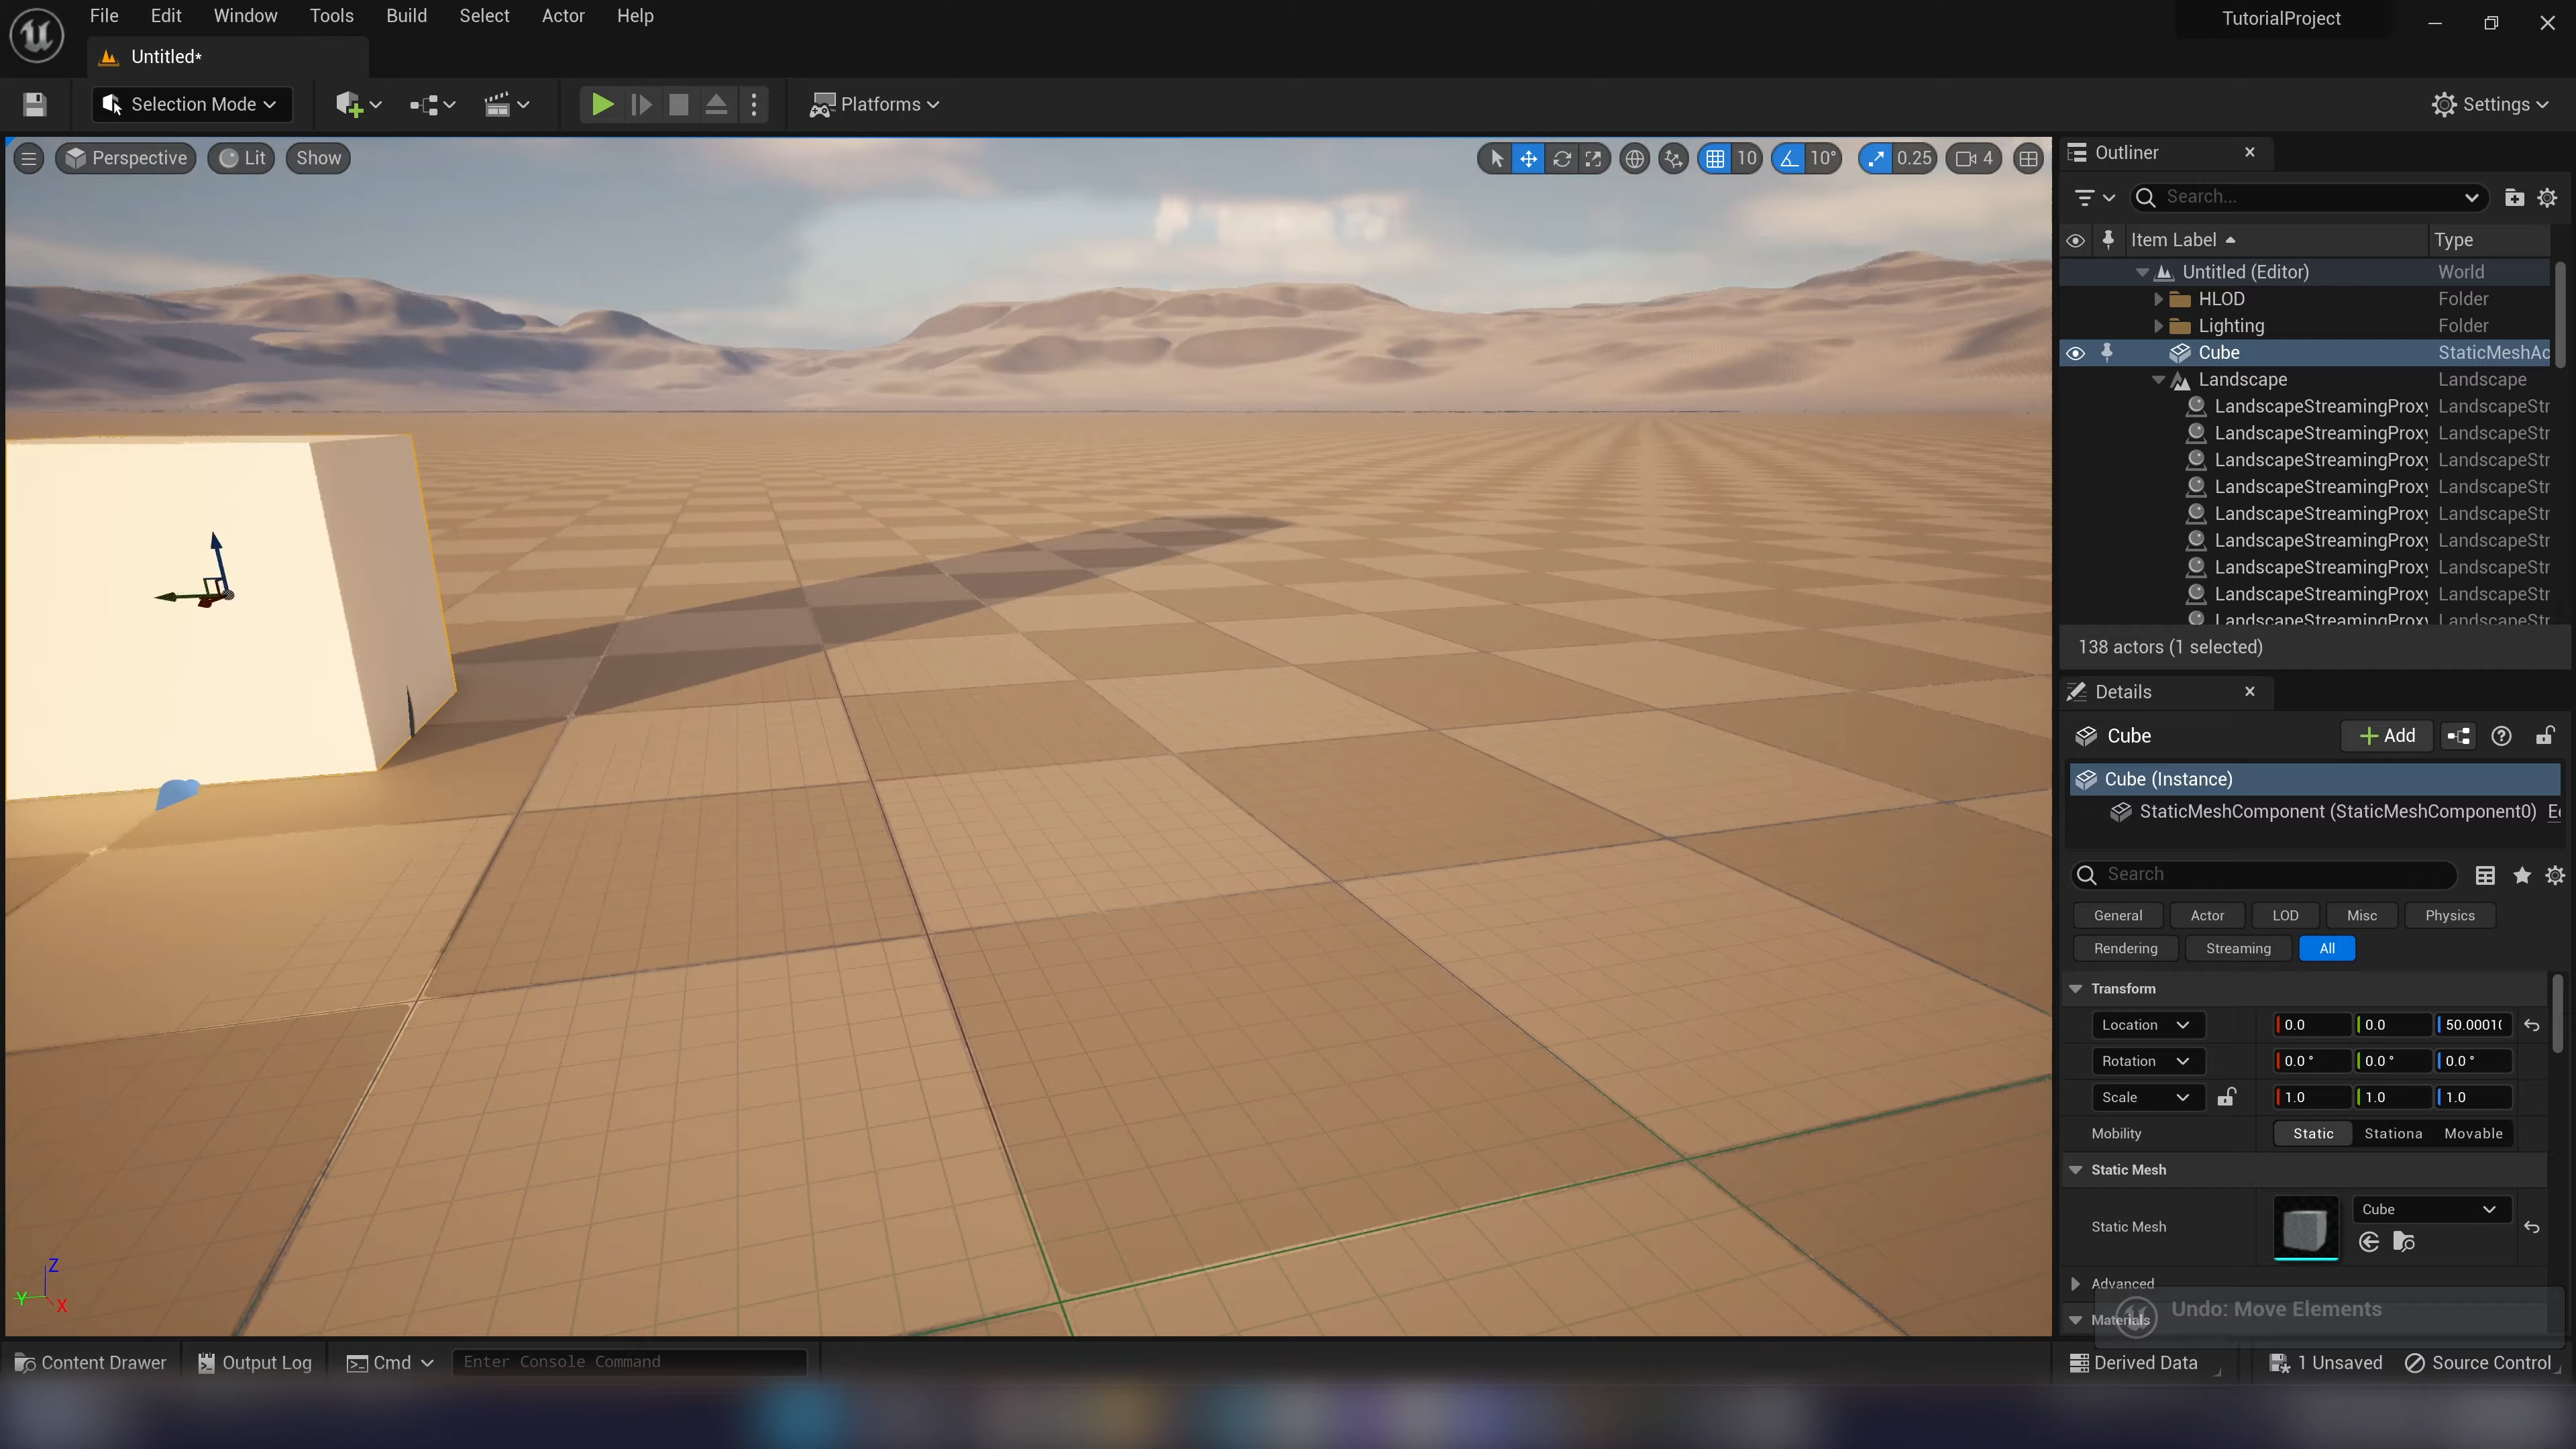 File Edit Window Tools Build Select Actor Help
TutorialProject
Untitled*
Selection Mode
Platforms
Settings
Perspective Lit Show
10 10° 0.25 4
Outliner
Search...
Item Label Type
Untitled (Editor) World
HLOD Folder
Lighting Folder
Cube StaticMeshAc
Landscape Landscape
LandscapeStreamingProxy LandscapeStr
LandscapeStreamingProxy LandscapeStr
LandscapeStreamingProxy LandscapeStr
LandscapeStreamingProxy LandscapeStr
LandscapeStreamingProxy LandscapeStr
LandscapeStreamingProxy LandscapeStr
LandscapeStreamingProxy LandscapeStr
LandscapeStreamingProxy LandscapeStr
LandscapeStreamingProxy LandscapeStr
138 actors (1 selected)
Details
Cube Add
Cube (Instance)
StaticMeshComponent (StaticMeshComponent0) E
Search
General Actor LOD Misc Physics
Rendering Streaming All
Transform
Location 0.0 0.0 50.0001
Rotation 0.0 ° 0.0 ° 0.0 °
Scale 1.0 1.0 1.0
Mobility Static Stationa Movable
Static Mesh
Static Mesh Cube
Advanced
Undo: Move Elements
Materials
Z
Y X
Content Drawer Output Log Cmd Enter Console Command
Derived Data 1 Unsaved Source Control